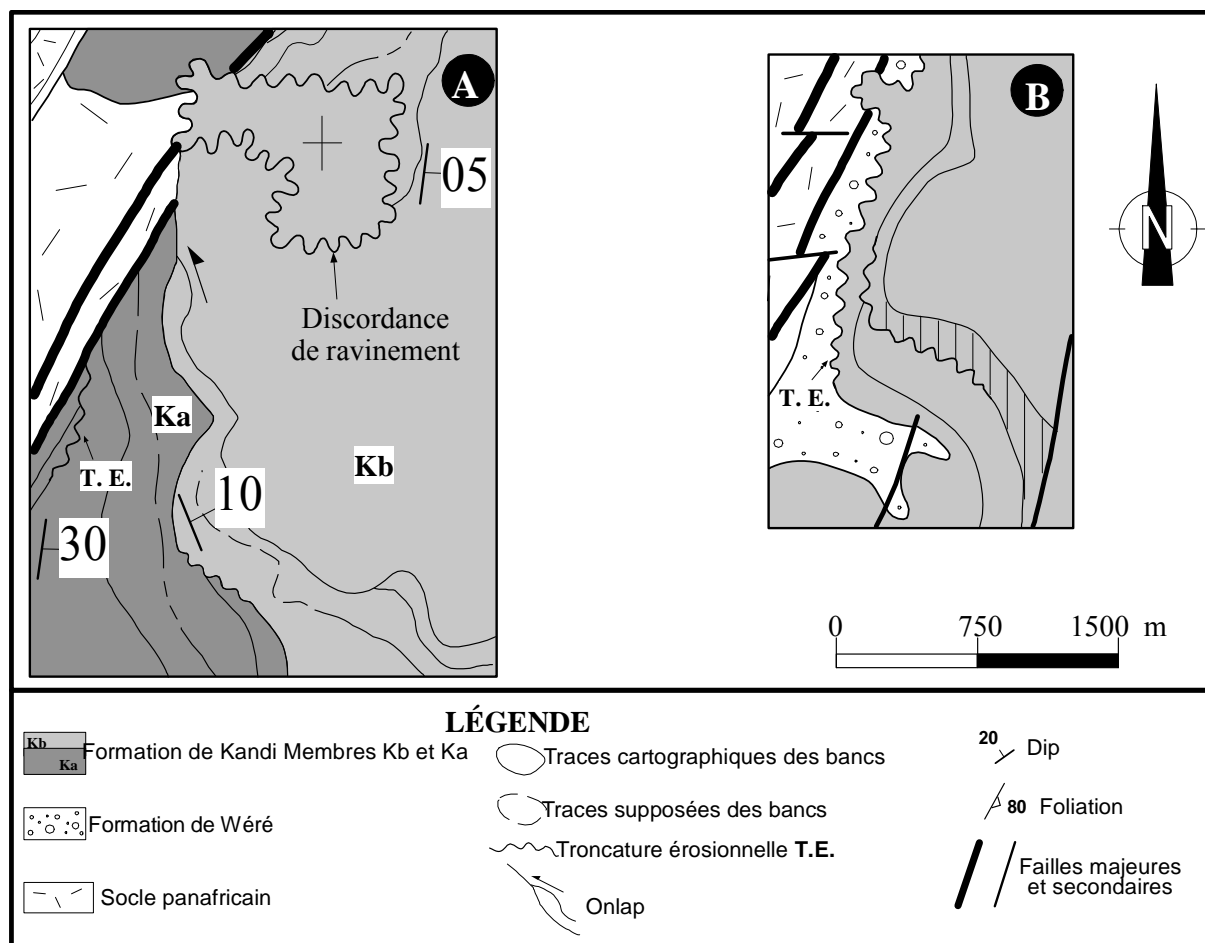 A
B
N
05
Discordance
de ravinement
Ka
Kb
T. E.
10
30
T. E.
0 750 1500 m
LÉGENDE
Kb
Ka
Formation de Kandi Membres Kb et Ka
Formation de Wéré
Socle panafricain
Traces cartographiques des bancs
Traces supposées des bancs
Troncature érosionnelle T.E.
Onlap
20 Dip
80 Foliation
Failles majeures
et secondaires